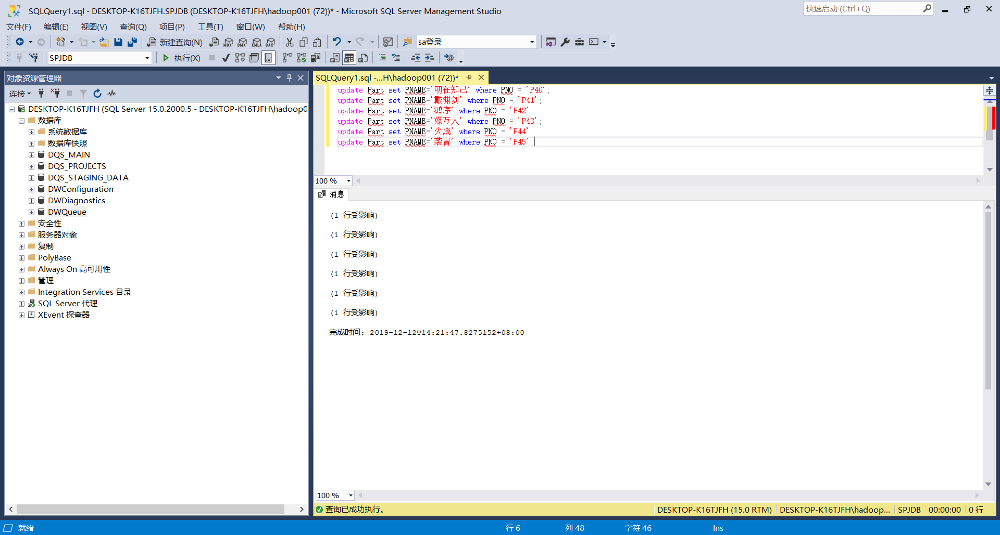 SQLQuery1.sql - DESKTOP-K16TJFH.SPJDB (DESKTOP-K16TJFH\hadoop001 (72))* - Microsoft SQL Server Management Studio
快速启动 (Ctrl+Q)
文件(F) 编辑(E) 视图(V) 查询(Q) 项目(P) 工具(T) 窗口(W) 帮助(H)
新建查询(N) MDX DMX XMLA DAX sa登录
SPJDB 执行(X)
对象资源管理器
连接
DESKTOP-K16TJFH (SQL Server 15.0.2000.5 - DESKTOP-K16TJFH\hadoop0
数据库
系统数据库
数据库快照
DQS_MAIN
DQS_PROJECTS
DQS_STAGING_DATA
DWConfiguration
DWDiagnostics
DWQueue
安全性
服务器对象
复制
PolyBase
Always On 高可用性
管理
Integration Services 目录
SQL Server 代理
XEvent 探查器
SQLQuery1.sql -...H\hadoop001 (72))*
update Part set PNAME='叨在知己' where PNO = 'P40';
update Part set PNAME='戴渊剑' where PNO = 'P41';
update Part set PNAME='鸿序' where PNO = 'P42';
update Part set PNAME='媒互人' where PNO = 'P43';
update Part set PNAME='火烧' where PNO = 'P44';
update Part set PNAME='袭冒' where PNO = 'P45';
100 %
消息
(1 行受影响)
(1 行受影响)
(1 行受影响)
(1 行受影响)
(1 行受影响)
(1 行受影响)
完成时间: 2019-12-12T14:21:47.8275152+08:00
100 %
查询已成功执行。 DESKTOP-K16TJFH (15.0 RTM) DESKTOP-K16TJFH\hadoop... SPJDB 00:00:00 0 行
就绪 行 6 列 48 字符 46 Ins